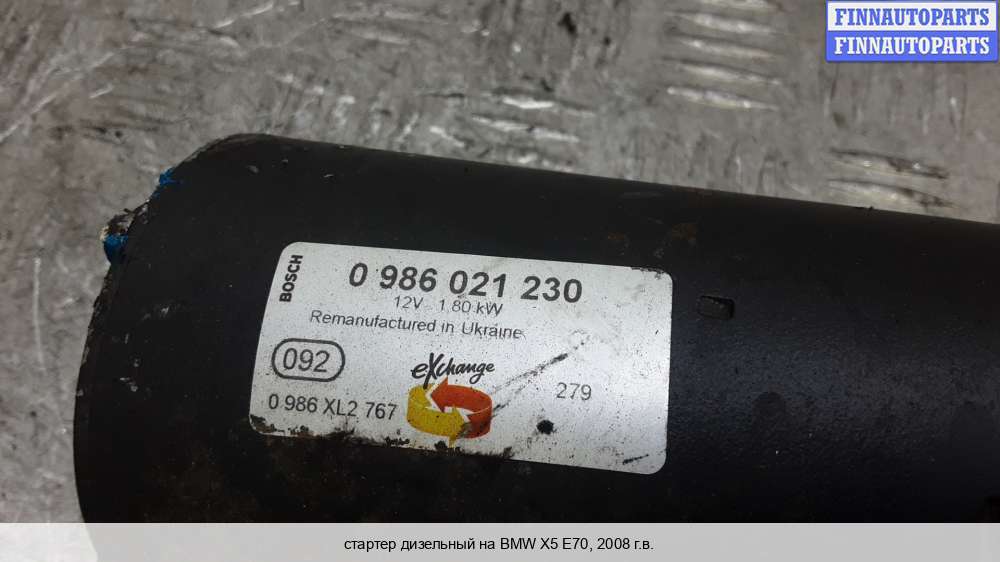 FINNAUTOPARTS
FINNAUTOPARTS
BOSCH
0 986 021 230
12V 1,80 kW
Remanufactured in Ukraine
092
eXchange
279
0 986 XL2 767
стартер дизельный на BMW X5 E70, 2008 г.в.